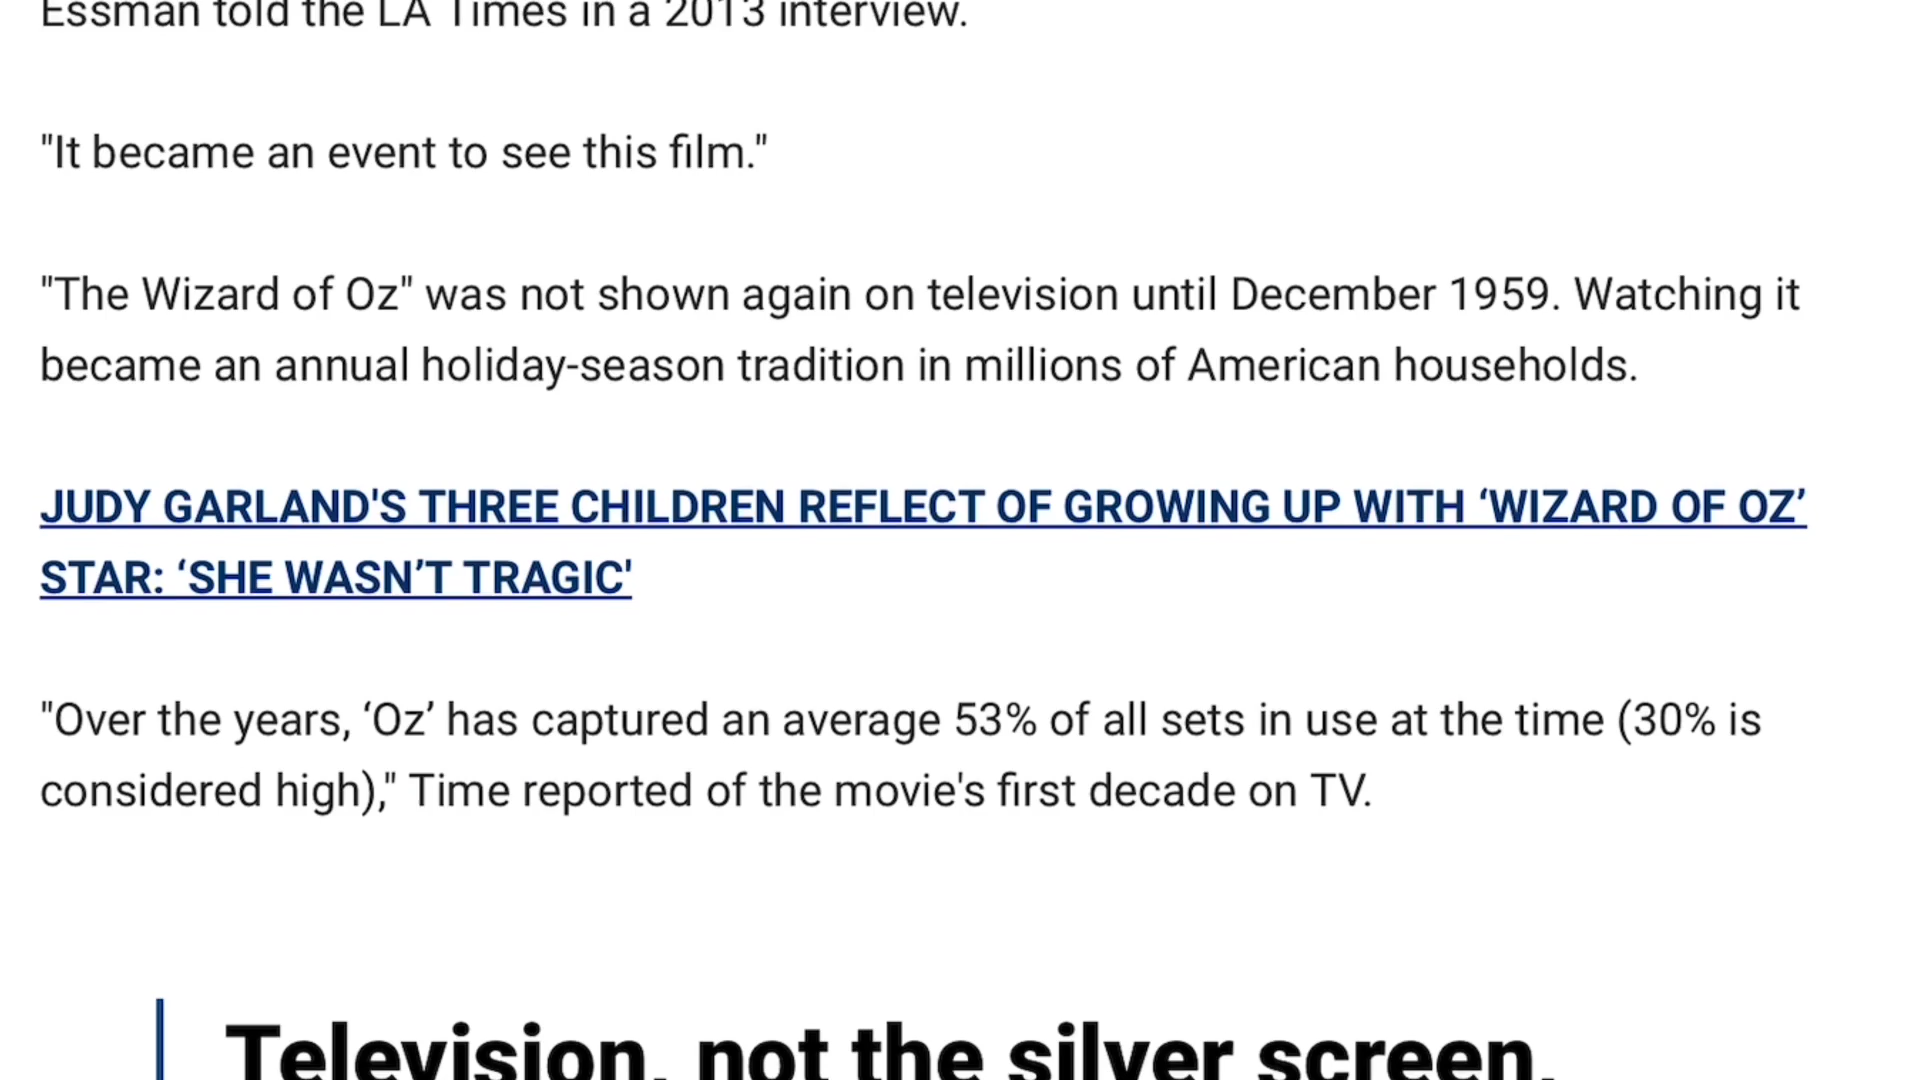 Essman told the LA Times in a 2013 interview.
"It became an event to see this film."
"The Wizard of Oz" was not shown again on television until December 1959. Watching it
became an annual holiday-season tradition in millions of American households.
JUDY GARLAND'S THREE CHILDREN REFLECT OF GROWING UP WITH ‘WIZARD OF OZ’
STAR: ‘SHE WASN’T TRAGIC'
"Over the years, ‘Oz’ has captured an average 53% of all sets in use at the time (30% is
considered high)," Time reported of the movie's first decade on TV.
Television, not the silver screen,